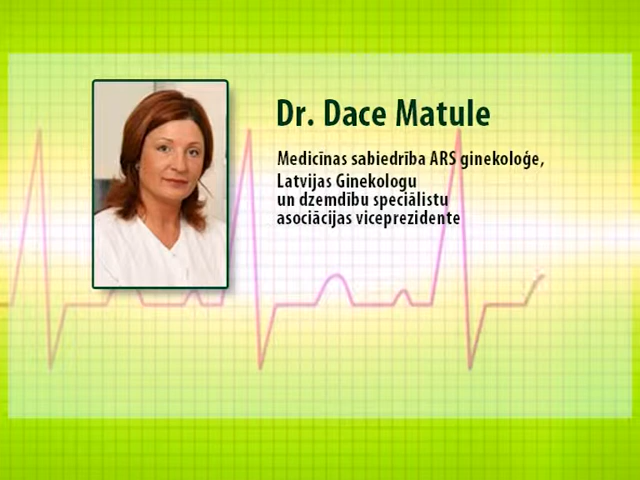 Dr. Dace Matule
Medicīnas sabiedrība ARS ginekoloģe,
Latvijas Ginekologu
un dzemdību speciālistu
asociācijas viceprezidente